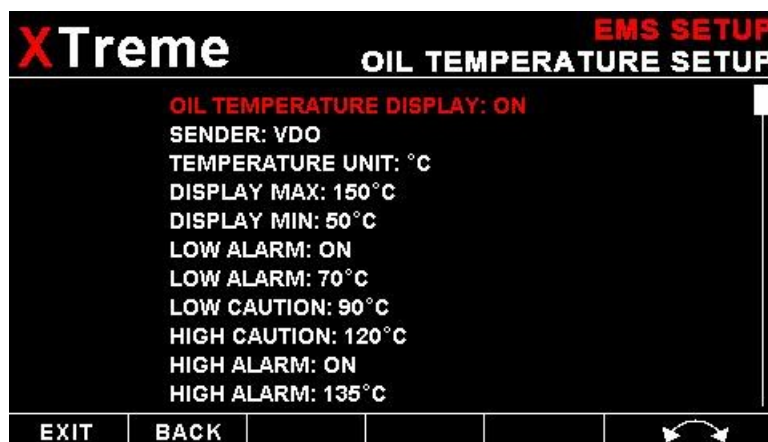 XTreme
EMS SETUP
OIL TEMPERATURE SETUP
OIL TEMPERATURE DISPLAY: ON
SENDER: VDO
TEMPERATURE UNIT: °C
DISPLAY MAX: 150°C
DISPLAY MIN: 50°C
LOW ALARM: ON
LOW ALARM: 70°C
LOW CAUTION: 90°C
HIGH CAUTION: 120°C
HIGH ALARM: ON
HIGH ALARM: 135°C
EXIT BACK